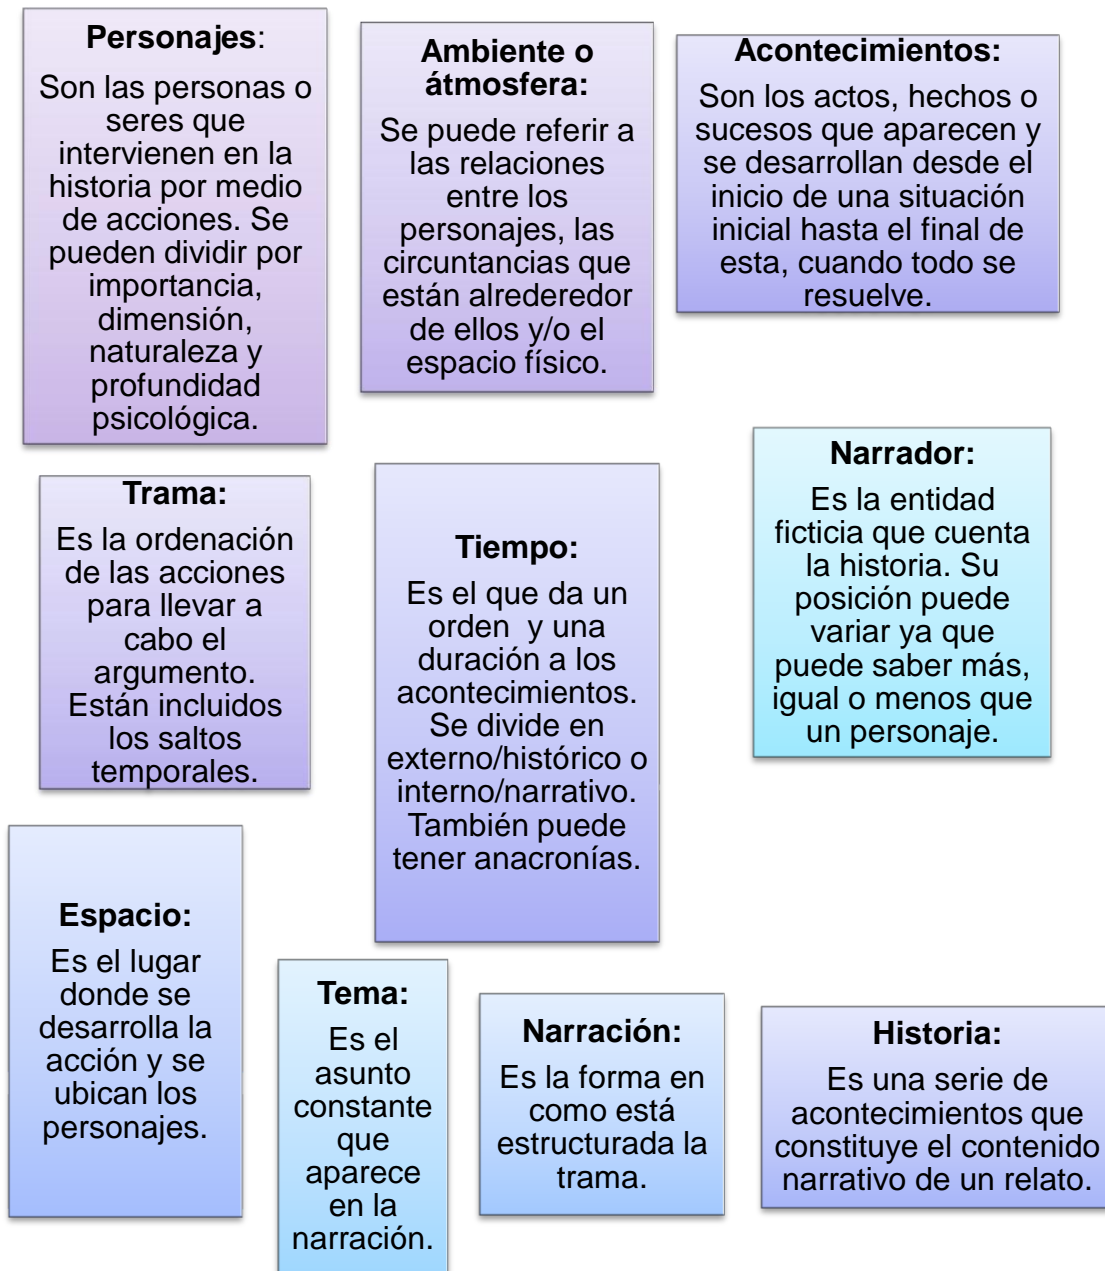 Personajes:
Son las personas o
seres que
intervienen en la
historia por medio
de acciones. Se
pueden dividir por
importancia,
dimensión,
naturaleza y
profundidad
psicológica.
Ambiente o
átmosfera:
Se puede referir a
las relaciones
entre los
personajes, las
circuntancias que
están alrederedor
de ellos y/o el
espacio físico.
Acontecimientos:
Son los actos, hechos o
sucesos que aparecen y
se desarrollan desde el
inicio de una situación
inicial hasta el final de
esta, cuando todo se
resuelve.
Trama:
Es la ordenación
de las acciones
para llevar a
cabo el
argumento.
Están incluidos
los saltos
temporales.
Tiempo:
Es el que da un
orden y una
duración a los
acontecimientos.
Se divide en
externo/histórico o
interno/narrativo.
También puede
tener anacronías.
Narrador:
Es la entidad
ficticia que cuenta
la historia. Su
posición puede
variar ya que
puede saber más,
igual o menos que
un personaje.
Espacio:
Es el lugar
donde se
desarrolla la
acción y se
ubican los
personajes.
Tema:
Es el
asunto
constante
que
aparece
en la
narración.
Narración:
Es la forma en
como está
estructurada la
trama.
Historia:
Es una serie de
acontecimientos que
constituye el contenido
narrativo de un relato.